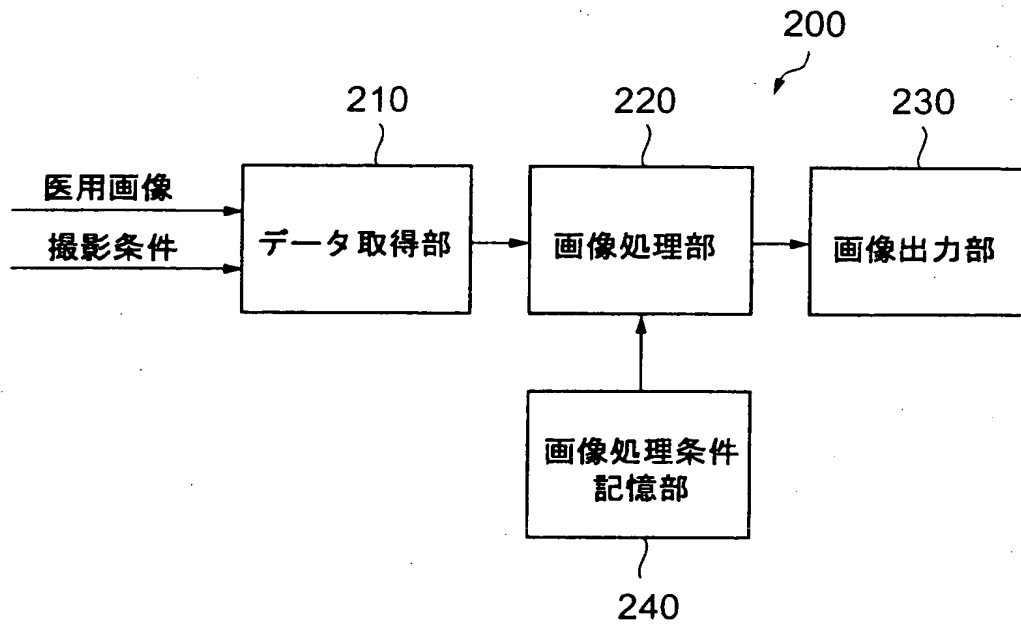 200
210
220
230
医用画像
撮影条件
データ取得部
画像処理部
画像出力部
画像処理条件
記憶部
240